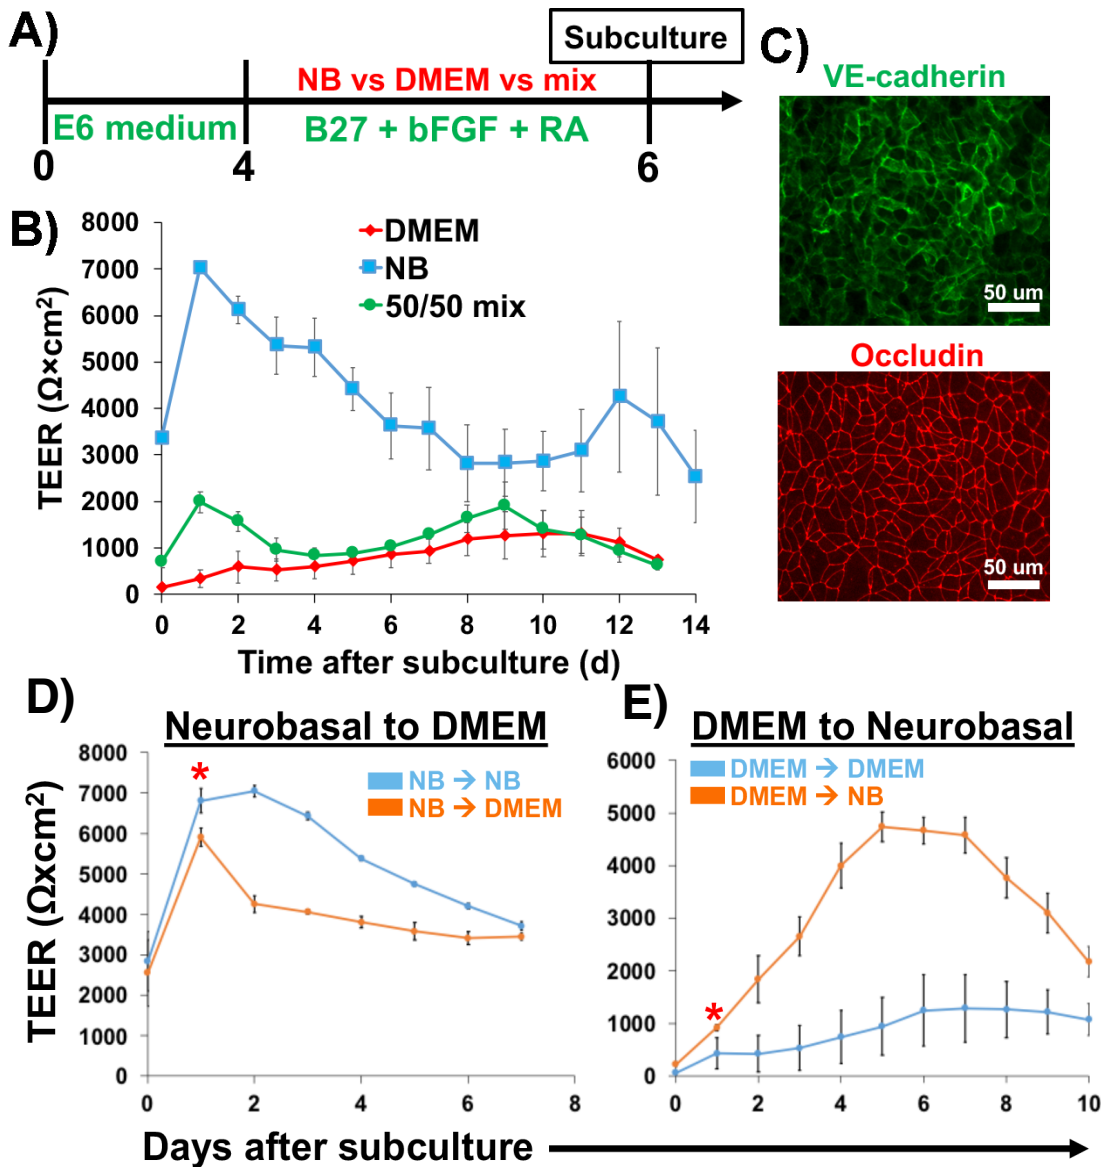 A)
Subculture
NB vs DMEM vs mix
E6 medium
B27 + bFGF + RA
0
4
6
C)
VE-cadherin
50 um
Occludin
50 um
B)
TEER (Ω×cm²)
8000
7000
6000
5000
4000
3000
2000
1000
0
DMEM
NB
50/50 mix
0 2 4 6 8 10 12 14
Time after subculture (d)
D)
Neurobasal to DMEM
TEER (Ωxcm²)
8000
7000
6000
5000
4000
3000
2000
1000
0
*
NB → NB
NB → DMEM
0 2 4 6 8
E)
DMEM to Neurobasal
6000
5000
4000
3000
2000
1000
0
DMEM → DMEM
DMEM → NB
*
0 2 4 6 8 10
Days after subculture